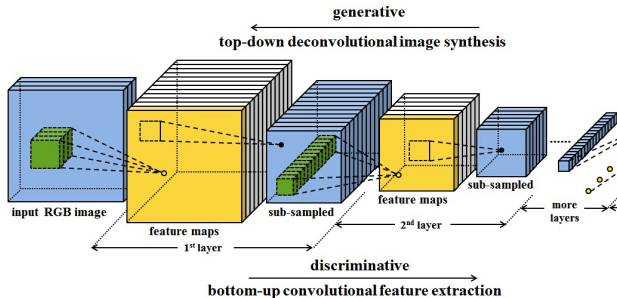 generative
top-down deconvolutional image synthesis
input RGB image
feature maps
sub-sampled
feature maps
sub-sampled
1st layer
2nd layer
more
layers
discriminative
bottom-up convolutional feature extraction